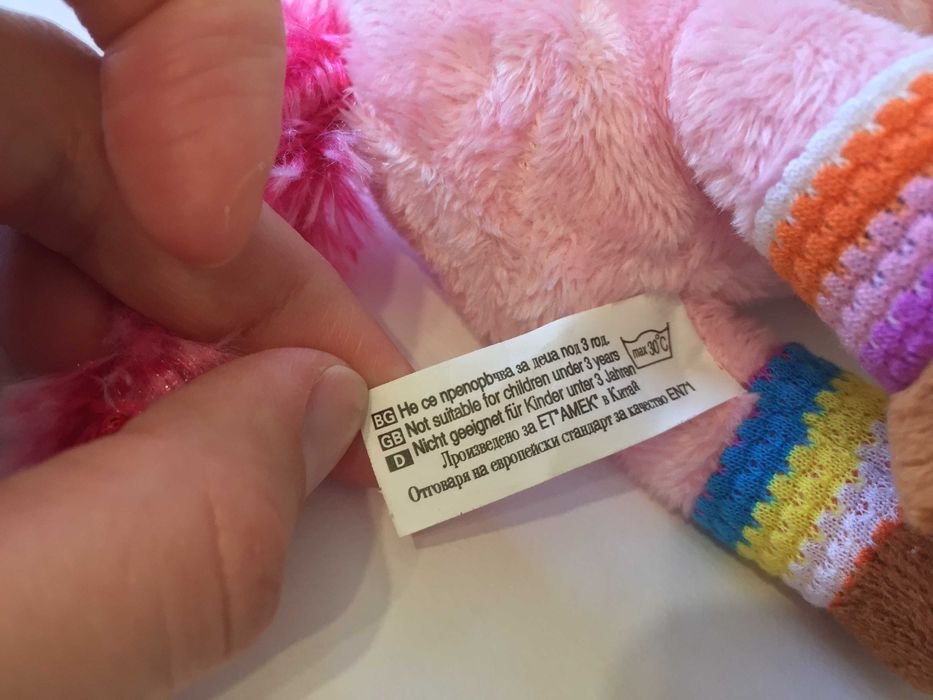 BG Не се препоръчва за деца под 3 год.
GB Not suitable for children under 3 years
D Nicht geeignet für Kinder unter 3 Jahren
max 30°C
Произведено за ЕТ"АМЕК" в Китай
Отговаря на европейски стандарт за качество EN71